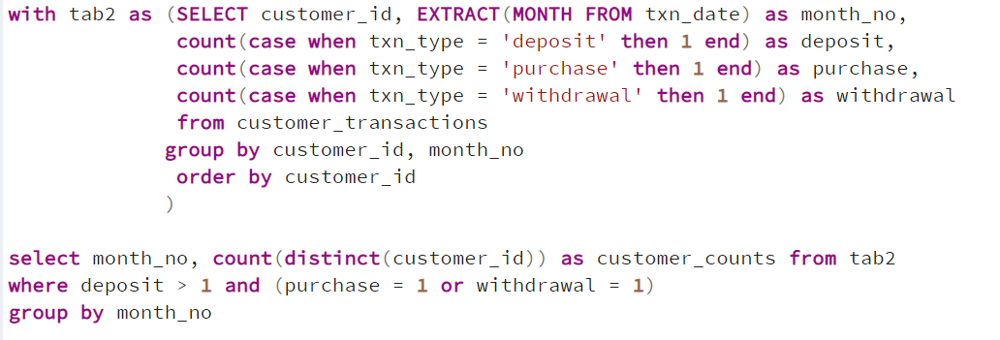 with tab2 as (SELECT customer_id, EXTRACT(MONTH FROM txn_date) as month_no,
count(case when txn_type = 'deposit' then 1 end) as deposit,
count(case when txn_type = 'purchase' then 1 end) as purchase,
count(case when txn_type = 'withdrawal' then 1 end) as withdrawal
from customer_transactions
group by customer_id, month_no
order by customer_id
)
select month_no, count(distinct(customer_id)) as customer_counts from tab2
where deposit > 1 and (purchase = 1 or withdrawal = 1)
group by month_no